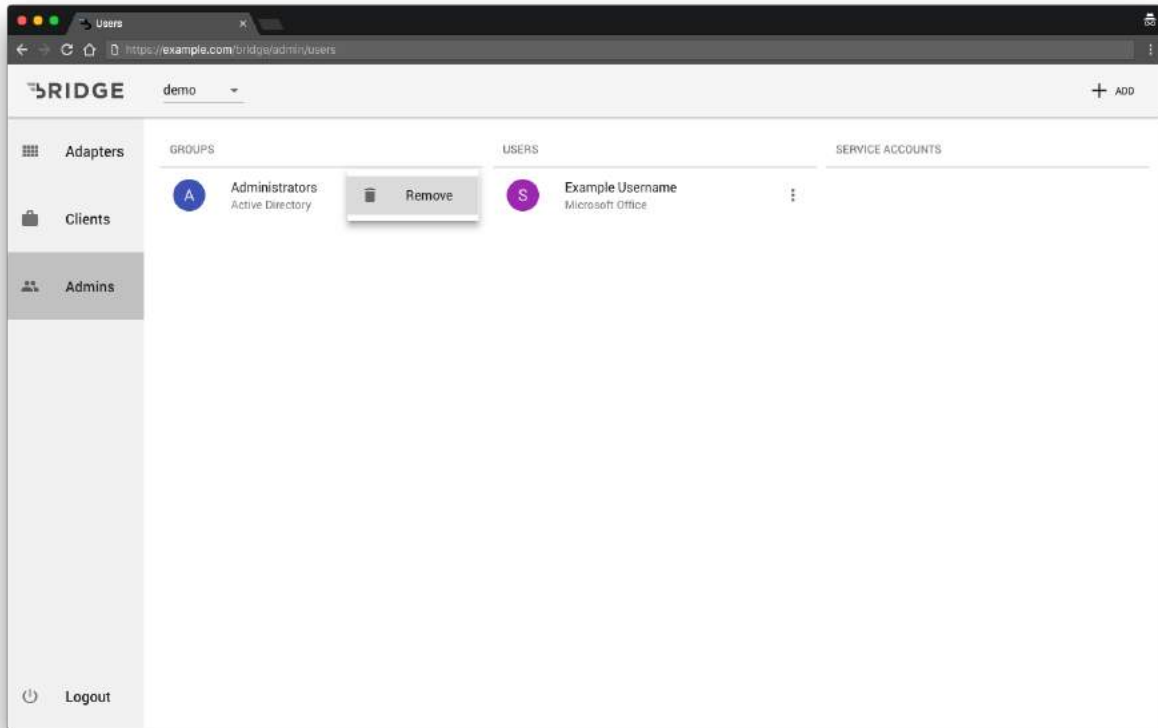 Users
https://example.com/bridge/admin/users
BRIDGE
demo
ADD
Adapters
Clients
Admins
Logout
GROUPS
A
Administrators
Active Directory
Remove
USERS
S
Example Username
Microsoft Office
SERVICE ACCOUNTS